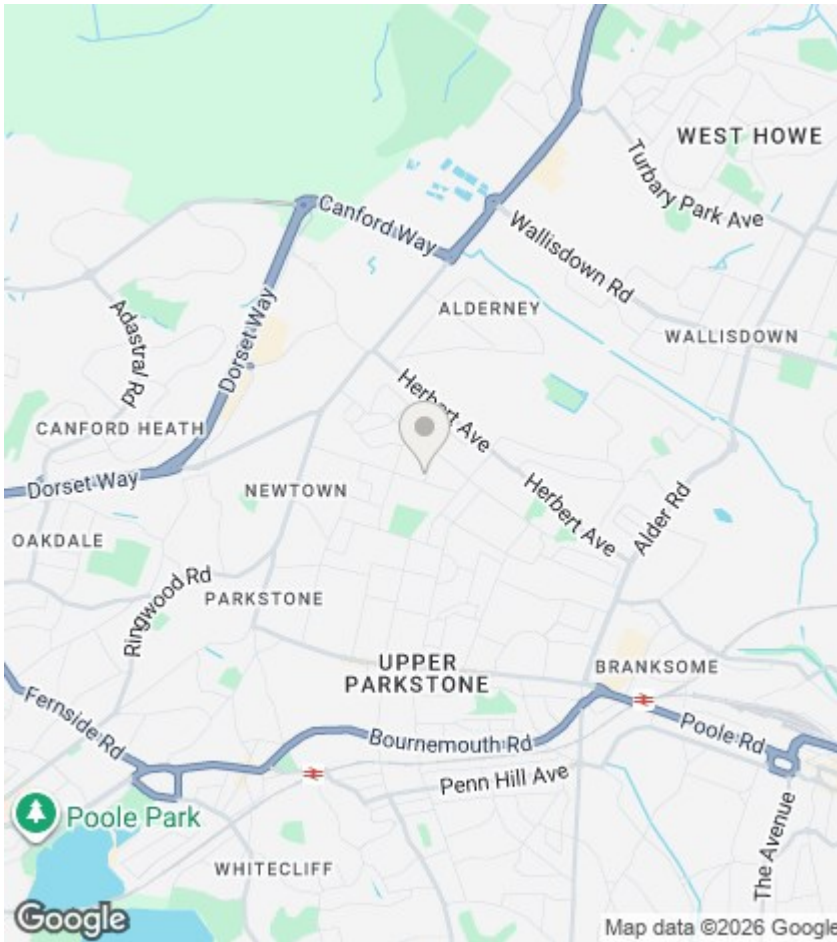 WEST HOWE
Turbary Park Ave
Canford Way
Wallisdown Rd
ALDERNEY
WALLISDOWN
Adastral Rd
Dorset Way
Herbert Ave
CANFORD HEATH
Dorset Way
NEWTOWN
Herbert Ave
Alder Rd
OAKDALE
Ringwood Rd
PARKSTONE
UPPER
PARKSTONE
BRANKSOME
Fernside Rd
Bournemouth Rd
Poole Rd
Penn Hill Ave
Poole Park
The Avenue
WHITECLIFF
Google
Map data ©2026 Google